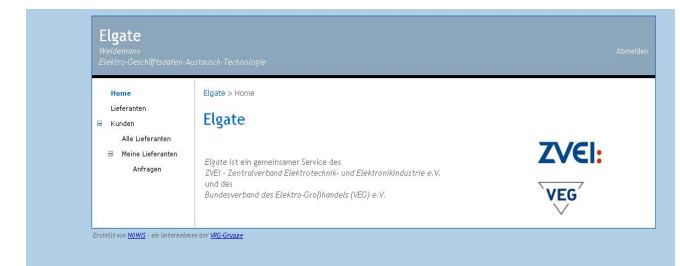 Elgate
Weidemann
Elektro-Geschäftsdaten-Austausch-Technologie
Abmelden
Home
Lieferanten
Kunden
Alle Lieferanten
Meine Lieferanten
Anfragen
Elgate > Home
Elgate
Elgate ist ein gemeinsamer Service des
ZVEI - Zentralverband Elektrotechnik- und Elektronikindustrie e.V.
und des
Bundesverband des Elektro-Großhandels (VEG) e.V.
ZVEI:
VEG
Erstellt von NOWIS - ein Unternehmen der VRG-Gruppe